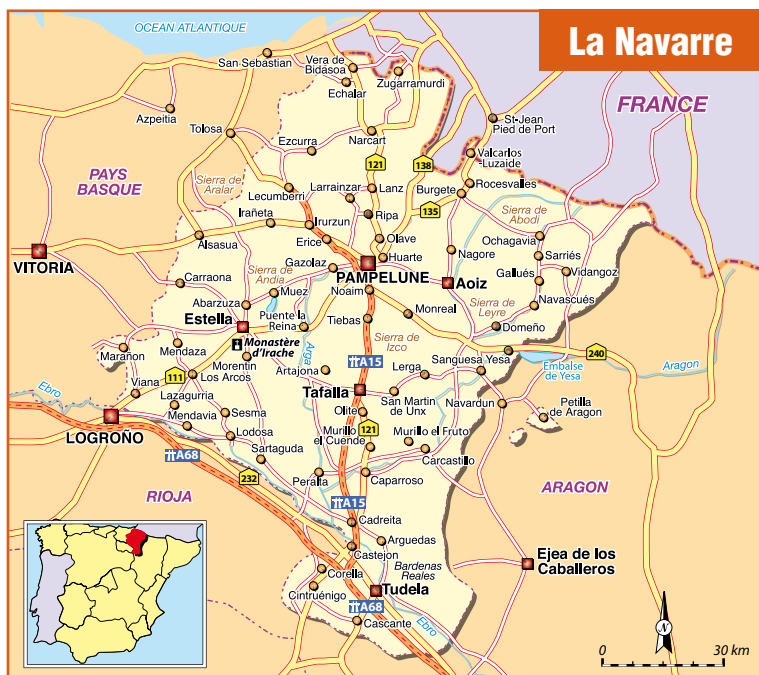 La Navarre
OCEAN ATLANTIQUE
San-Sebastian
Vera de
Bidasoa
Zugarramurdi
Echalar
FRANCE
Azpeitia
St-Jean
Pied de Port
Tolosa
Narcart
Ezcurra
Valcarlos
-Luzaide
PAYS
BASQUE
121
138
Sierra de
Aralar
Lecumberri
Larrainzar
Lanz
Burgete
Rocesvalles
135
Irañeta
Irurzun
Ripa
Sierra de
Abodi
Alsasua
Erice
Olave
Ochagavia
VITORIA
Gazolaz
Huarte
Nagore
Sarriés
PAMPELUNE
Aoiz
Gallués
Vidangoz
Carraona
Sierra de
Andia
Muez
Noaim
Abarzuza
Sierra de
Leyre
Navascués
Monreal
Estella
Puente la
Reina
Tiebas
Domeño
Monastère
d'Irache
Arga
Sierra de
Izco
Marañon
Mendaza
A15
Sanguesa
Yesa
240
Morentin
Artajona
Lerga
Embalse
de Yesa
Aragon
Ebro
Viana
111
Los Arcos
Tafalla
San Martin
de Unx
Navardun
Lazagurria
Olite
Petilla
de Aragon
LOGROÑO
Mendavia
Sesma
Murillo
el Cuende
121
Murillo el Fruto
Lodosa
A68
Sartaguda
Carcastillo
232
Peralta
Caparroso
RIOJA
ARAGON
A15
Cadreita
Arguedas
Castejon
Bardenas
Reales
Ejea de los
Caballeros
Corella
Cintruénigo
Tudela
A68
Cascante
Ebro
N
0
30 km